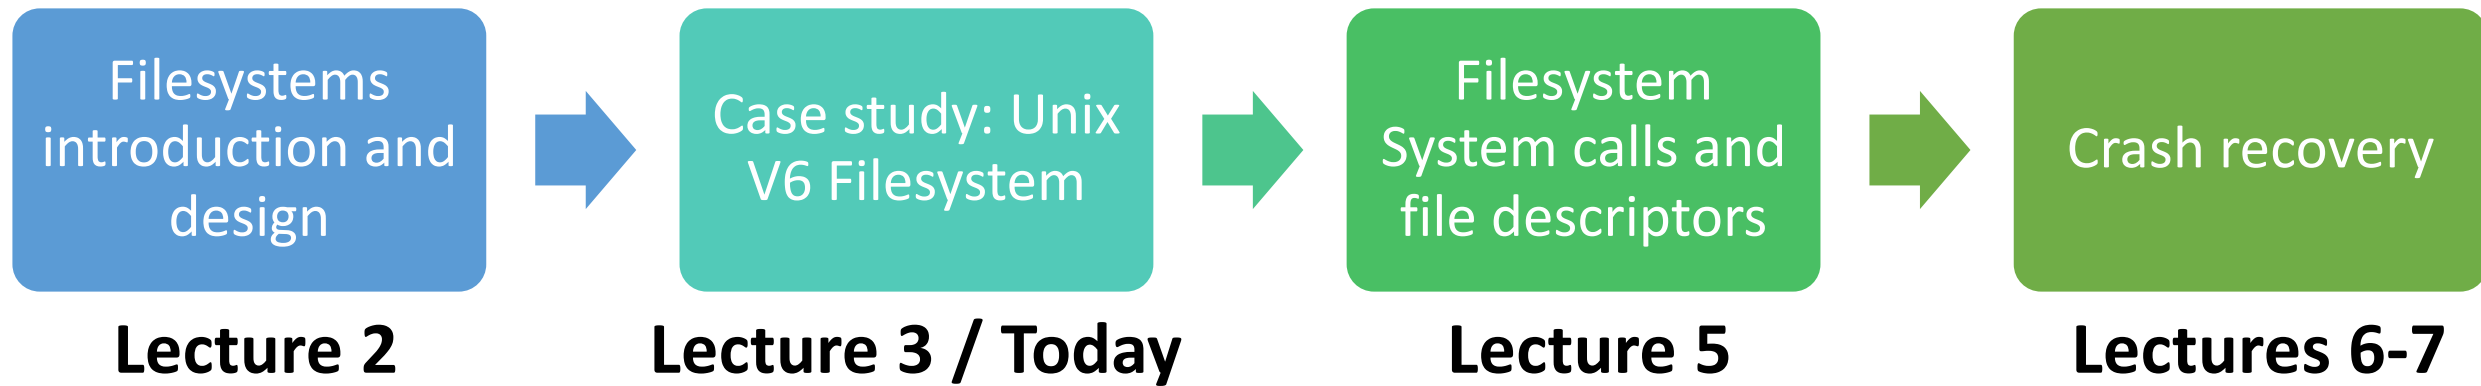 Filesystems
introduction and
design
Lecture 2
Case study: Unix
V6 Filesystem
Lecture 3 / Today
Filesystem
System calls and
file descriptors
Lecture 5
Crash recovery
Lectures 6-7